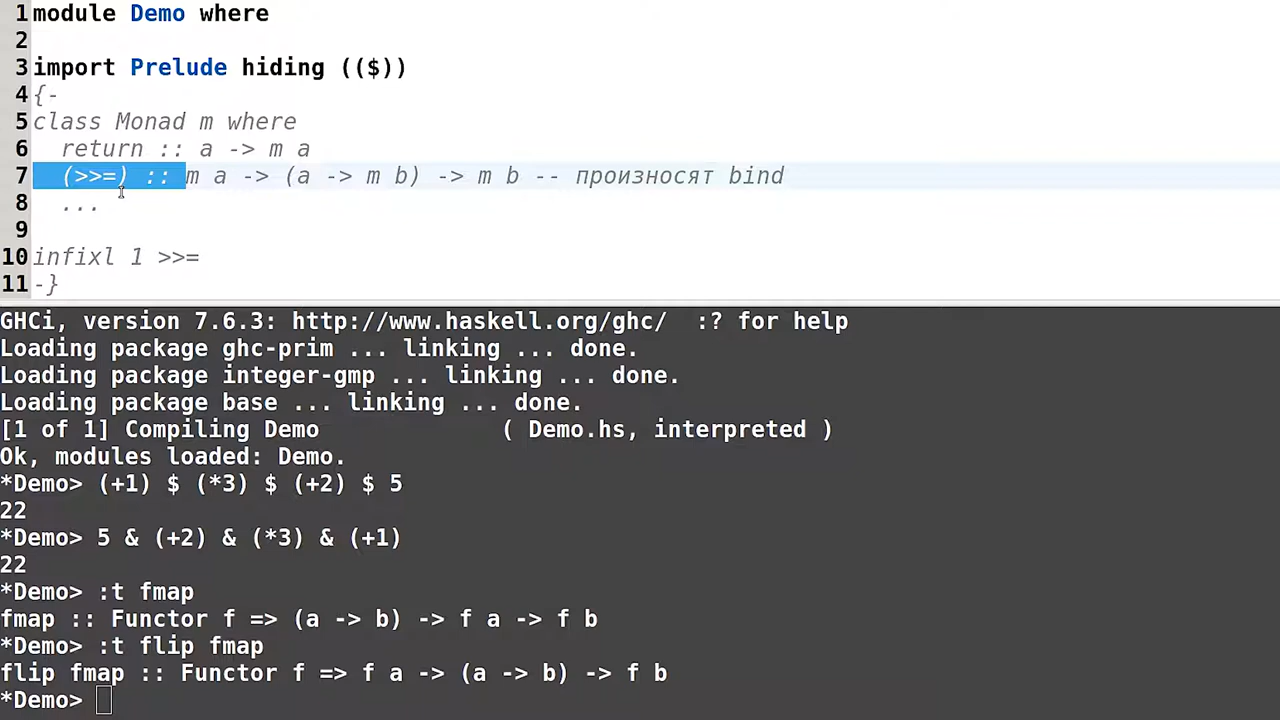 1 module Demo where
2
3 import Prelude hiding (($))
4 {-
5 class Monad m where
6   return :: a -> m a
7   (>>=) :: m a -> (a -> m b) -> m b -- произносят bind
8   ...
9
10 infixl 1 >>=
11 -}
GHCi, version 7.6.3: http://www.haskell.org/ghc/  :? for help
Loading package ghc-prim ... linking ... done.
Loading package integer-gmp ... linking ... done.
Loading package base ... linking ... done.
[1 of 1] Compiling Demo             ( Demo.hs, interpreted )
Ok, modules loaded: Demo.
*Demo> (+1) $ (*3) $ (+2) $ 5
22
*Demo> 5 & (+2) & (*3) & (+1)
22
*Demo> :t fmap
fmap :: Functor f => (a -> b) -> f a -> f b
*Demo> :t flip fmap
flip fmap :: Functor f => f a -> (a -> b) -> f b
*Demo>